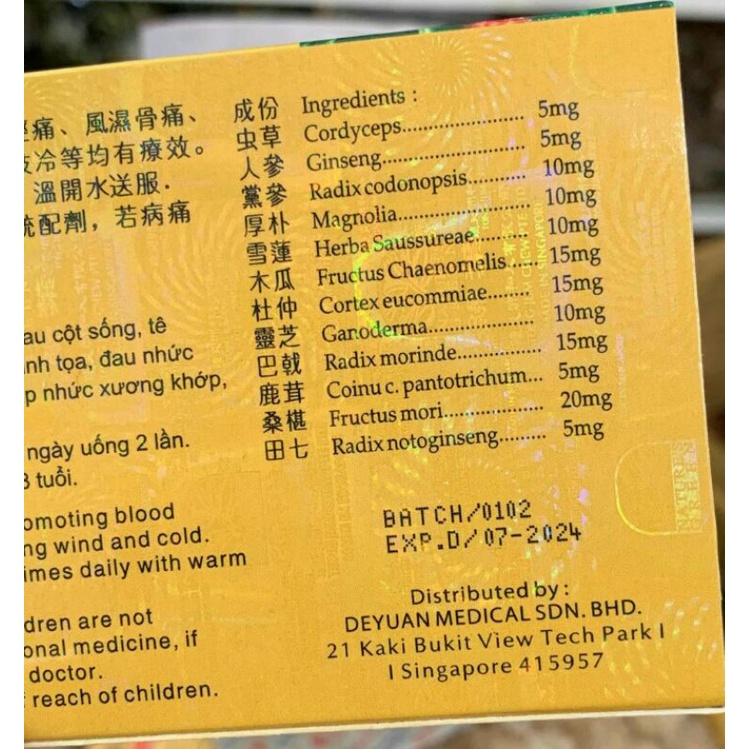 痛、風濕骨痛、
冷等均有療效。
溫開水送服.
配劑，若病痛
au cột sống, tê
nh tọa, đau nhức
p nhức xương khớp,
ngày uống 2 lần.
3 tuổi.
omoting blood
ng wind and cold.
imes daily with warm
dren are not
onal medicine, if
doctor.
f reach of children.
成份 Ingredients :
虫草 Cordyceps........................ 5mg
人參 Ginseng............................ 5mg
黨參 Radix codonopsis.............. 10mg
厚朴 Magnolia.......................... 10mg
雪蓮 Herba Saussureae............ 10mg
木瓜 Fructus Chaenomelis ...... 15mg
杜仲 Cortex eucommiae........ 15mg
靈芝 Ganoderma..................... 10mg
巴戟 Radix morinde................. 15mg
鹿茸 Coinu c. pantotrichum... 5mg
桑椹 Fructus mori.................... 20mg
田七 Radix notoginseng......... 5mg
BATCH/0102
EXP.D/07-2024
Distributed by :
DEYUAN MEDICAL SDN. BHD.
21 Kaki Bukit View Tech Park I
I Singapore 415957